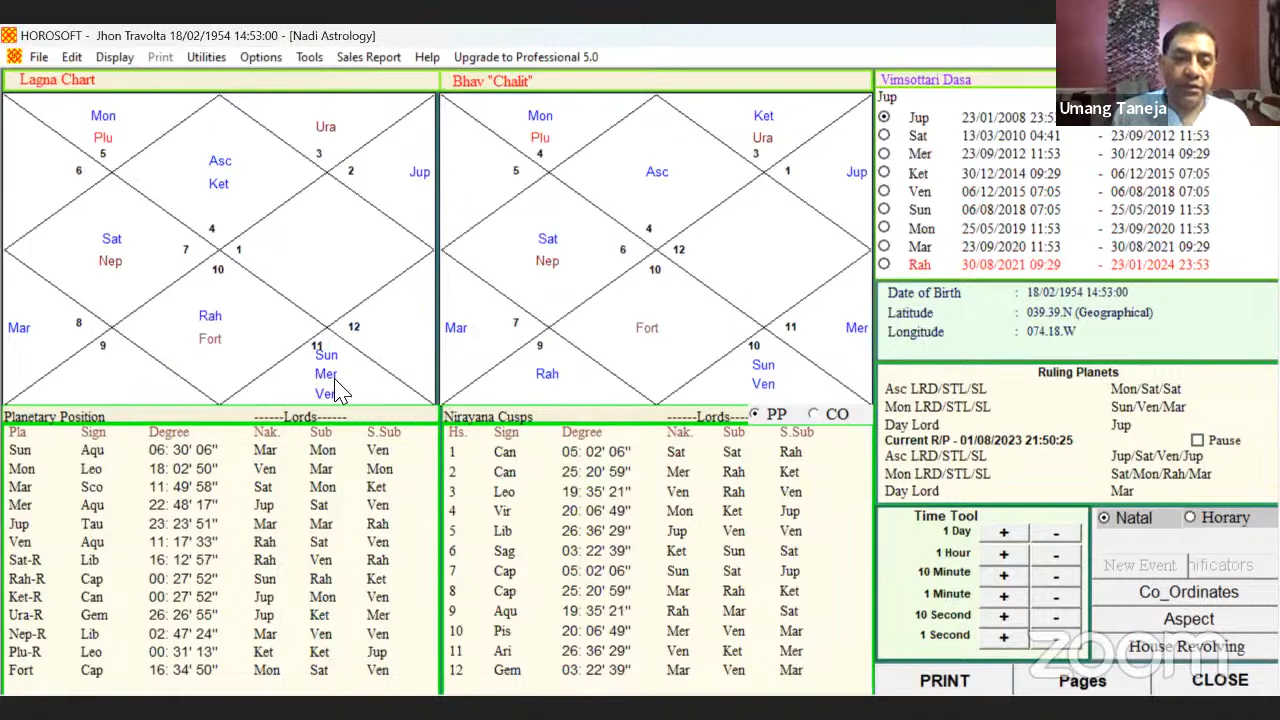 HOROSOFT - Jhon Travolta 18/02/1954 14:53:00 - [Nadi Astrology]
File Edit Display Print Utilities Options Tools Sales Report Help Upgrade to Professional 5.0
Umang Taneja
Lagna Chart
Mon
Plu
5
6
Asc
Ket
Ura
3
2
Jup
Sat
Nep
7
4
1
10
Mar
8
9
Rah
Fort
12
11
Sun
Mer
Ven
Bhav "Chalit"
Mon
Plu
4
5
Asc
Ket
Ura
3
1
Jup
Sat
Nep
6
4
12
10
Mar
7
9
Rah
Fort
11
Mer
10
Sun
Ven
Vimsottari Dasa
Jup
Jup 23/01/2008 23:5
Sat 13/03/2010 04:41 - 23/09/2012 11:53
Mer 23/09/2012 11:53 - 30/12/2014 09:29
Ket 30/12/2014 09:29 - 06/12/2015 07:05
Ven 06/12/2015 07:05 - 06/08/2018 07:05
Sun 06/08/2018 07:05 - 25/05/2019 11:53
Mon 25/05/2019 11:53 - 23/09/2020 11:53
Mar 23/09/2020 11:53 - 30/08/2021 09:29
Rah 30/08/2021 09:29 - 23/01/2024 23:53
Date of Birth : 18/02/1954 14:53:00
Latitude : 039.39.N (Geographical)
Longitude : 074.18.W
Ruling Planets
Asc LRD/STL/SL Mon/Sat/Sat
Mon LRD/STL/SL Sun/Ven/Mar
Day Lord Jup
Current R/P - 01/08/2023 21:50:25 Pause
Asc LRD/STL/SL Jup/Sat/Ven/Jup
Mon LRD/STL/SL Sat/Mon/Rah/Mar
Day Lord Mar
Planetary Position ------Lords------
Pla Sign Degree Nak. Sub S.Sub
Sun Aqu 06: 30' 06" Mar Mon Ven
Mon Leo 18: 02' 50" Ven Mar Mon
Mar Sco 11: 49' 58" Sat Mon Ket
Mer Aqu 22: 48' 17" Jup Sat Ven
Jup Tau 23: 23' 51" Mar Mar Rah
Ven Aqu 11: 17' 33" Rah Sat Ven
Sat-R Lib 16: 12' 57" Rah Ven Rah
Rah-R Cap 00: 27' 52" Sun Rah Ket
Ket-R Can 00: 27' 52" Jup Mon Ven
Ura-R Gem 26: 26' 55" Jup Ket Mer
Nep-R Lib 02: 47' 24" Mar Ven Ven
Plu-R Leo 00: 31' 13" Ket Ket Jup
Fort Cap 16: 34' 50" Mon Sat Ven
Nirayana Cusps ------Lords--- PP CO
Hs. Sign Degree Nak. Sub S.Sub
1 Can 05: 02' 06" Sat Sat Rah
2 Can 25: 20' 59" Mer Rah Ket
3 Leo 19: 35' 21" Ven Rah Ven
4 Vir 20: 06' 49" Mon Ket Jup
5 Lib 26: 36' 29" Jup Ven Ven
6 Sag 03: 22' 39" Ket Sun Sat
7 Cap 05: 02' 06" Sun Sat Jup
8 Cap 25: 20' 59" Mar Rah Mon
9 Aqu 19: 35' 21" Rah Mar Sat
10 Pis 20: 06' 49" Mer Ven Mar
11 Ari 26: 36' 29" Ven Ket Mer
12 Gem 03: 22' 39" Mar Ven Mar
Time Tool
1 Day + -
1 Hour + -
10 Minute + -
1 Minute + -
10 Second + -
1 Second + -
Natal Horary
New Event nificators
Co_Ordinates
Aspect
House Revolving
PRINT Pages CLOSE
zoom